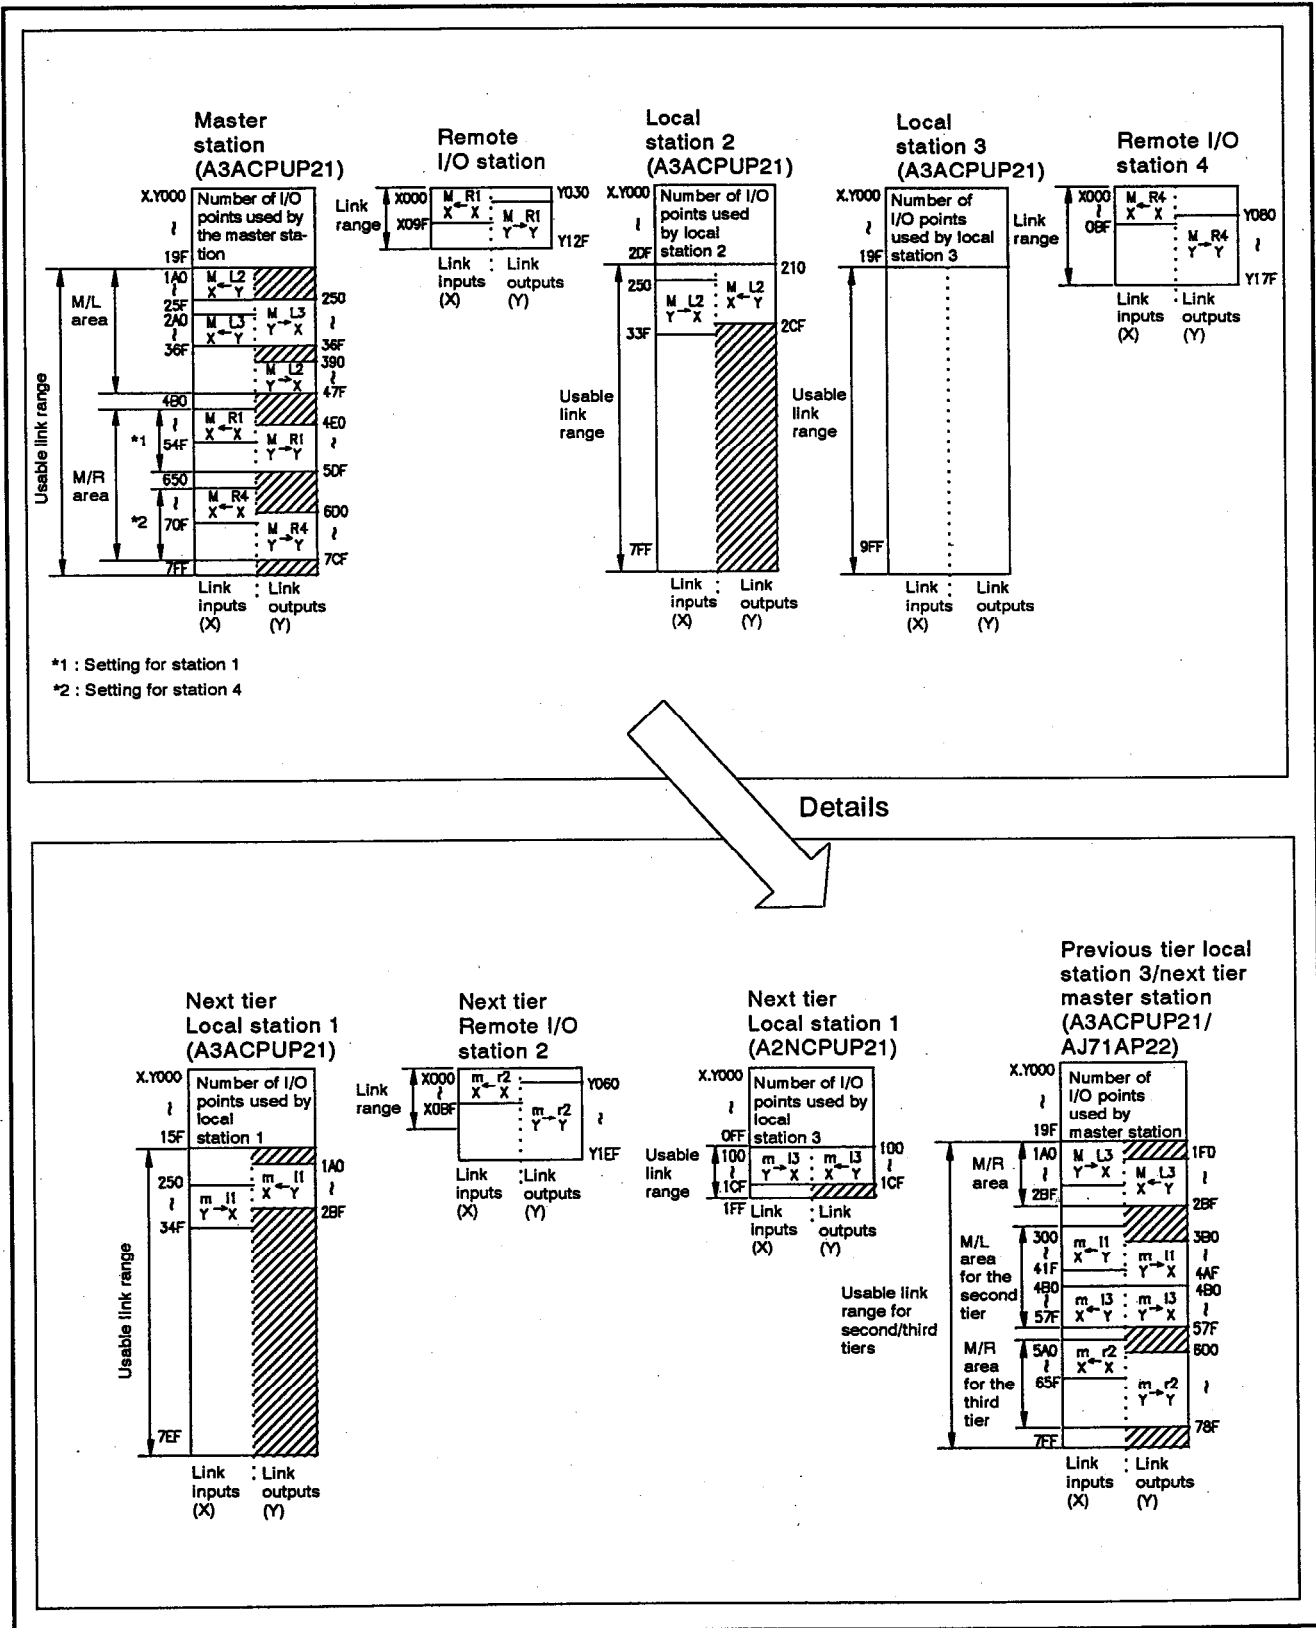 Master
station
(A3ACPUP21)
X.Y000
≀
19F
Number of I/O
points used by
the master sta-
tion
Usable link range
M/L
area
M/R
area
*1
*2
1A0
≀
25F
2A0
≀
36F
4B0
≀
54F
650
≀
70F
7FF
M L2
X←Y
M L3
X←Y
M R1
X←X
M R4
X←X
M L3
Y→X
M L2
Y→X
M R1
Y→Y
M R4
Y→Y
250
≀
36F
390
≀
47F
4E0
≀
5DF
6D0
≀
7CF
Link
inputs
(X)
Link
outputs
(Y)
Remote
I/O station
Link
range
X000
X09F
M R1
X←X
M R1
Y→Y
Y030
Y12F
Link
inputs
(X)
Link
outputs
(Y)
Local
station 2
(A3ACPUP21)
X.Y000
≀
2DF
Number of I/O
points used
by local
station 2
Usable
link
range
250
33F
7FF
M L2
Y→X
M L2
X←Y
210
2CF
Link
inputs
(X)
Link
outputs
(Y)
Local
station 3
(A3ACPUP21)
X.Y000
≀
19F
Number of
I/O points
used by local
station 3
Usable
link
range
9FF
Link
inputs
(X)
Link
outputs
(Y)
Remote I/O
station 4
Link
range
X000
≀
0BF
M R4
X←X
M R4
Y→Y
Y080
≀
Y17F
Link
inputs
(X)
Link
outputs
(Y)
*1 : Setting for station 1
*2 : Setting for station 4
Details
Next tier
Local station 1
(A3ACPUP21)
X.Y000
≀
15F
Number of I/O
points used by
local
station 1
Usable link range
250
≀
34F
7EF
m l1
Y→X
m l1
X←Y
1A0
≀
2BF
Link
inputs
(X)
Link
outputs
(Y)
Next tier
Remote I/O
station 2
Link
range
X000
≀
X0BF
m r2
X←X
m r2
Y→Y
Y060
≀
Y1EF
Link
inputs
(X)
Link
outputs
(Y)
Next tier
Local station 1
(A2NCPUP21)
X.Y000
≀
0FF
Number of I/O
points used by
local
station 3
Usable
link
range
100
≀
1CF
1FF
m l3
Y→X
m l3
X←Y
100
≀
1CF
Link
inputs
(X)
Link
outputs
(Y)
Previous tier local
station 3/next tier
master station
(A3ACPUP21/
AJ71AP22)
X.Y000
≀
19F
Number of
I/O points
used by
master station
Usable link
range for
second/third
tiers
M/R
area
M/L
area
for the
second
tier
M/R
area
for the
third
tier
1A0
≀
2BF
300
≀
41F
4B0
≀
57F
5A0
≀
65F
7FF
M L3
Y→X
m l1
X←Y
m l3
X←Y
m r2
X←X
M L3
X←Y
m l1
Y→X
m l3
Y→X
m r2
Y→Y
1F0
≀
2BF
3B0
≀
4AF
4B0
≀
57F
600
≀
78F
Link
inputs
(X)
Link
outputs
(Y)